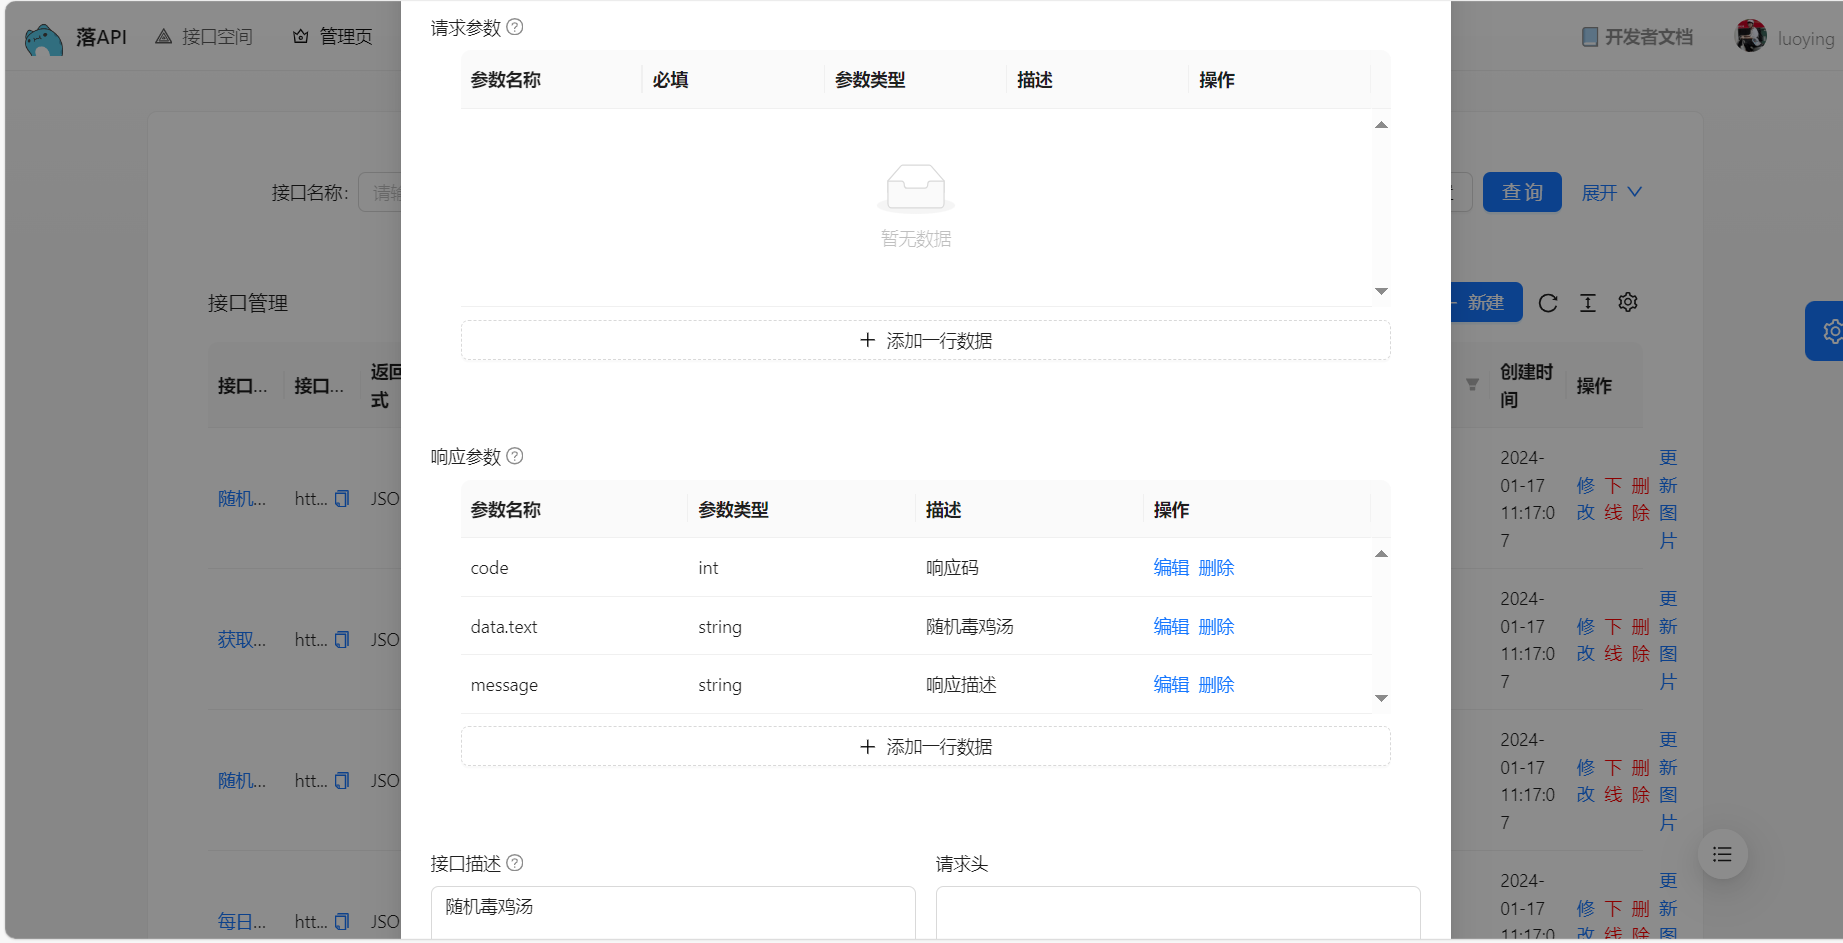 落API
接口空间
管理页
开发者文档
luoying
请求参数
参数名称 必填 参数类型 描述 操作
暂无数据
+ 添加一行数据
接口名称: 请输
查 询 展开
接口管理
新建
接口... 接口... 返回
式
创建时
间
操作
响应参数
参数名称 参数类型 描述 操作
code int 响应码 编辑 删除
data.text string 随机毒鸡汤 编辑 删除
message string 响应描述 编辑 删除
+ 添加一行数据
接口描述
随机毒鸡汤
请求头
随机... htt... JSO
2024-
01-17
11:17:0
7
修改 下线 删除 更新图片
获取... htt... JSO
2024-
01-17
11:17:0
7
修改 下线 删除 更新图片
随机... htt... JSO
2024-
01-17
11:17:0
7
修改 下线 删除 更新图片
每日... htt... JSO
2024-
01-17
11:17:0
修改 下线 删除 更新图